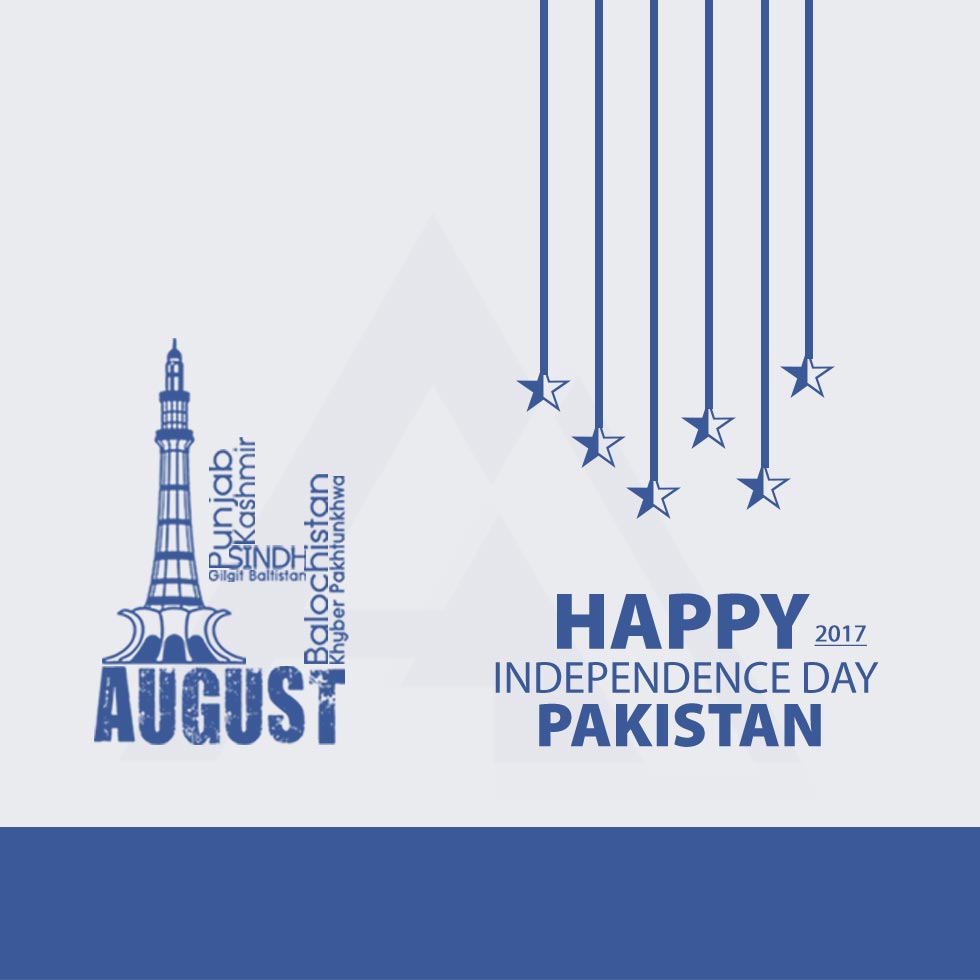 Punjab
Kashmir
SINDH
Gilgit Baltistan
Balochistan
Khyber Pakhtunkhwa
AUGUST
HAPPY 2017
INDEPENDENCE DAY
PAKISTAN